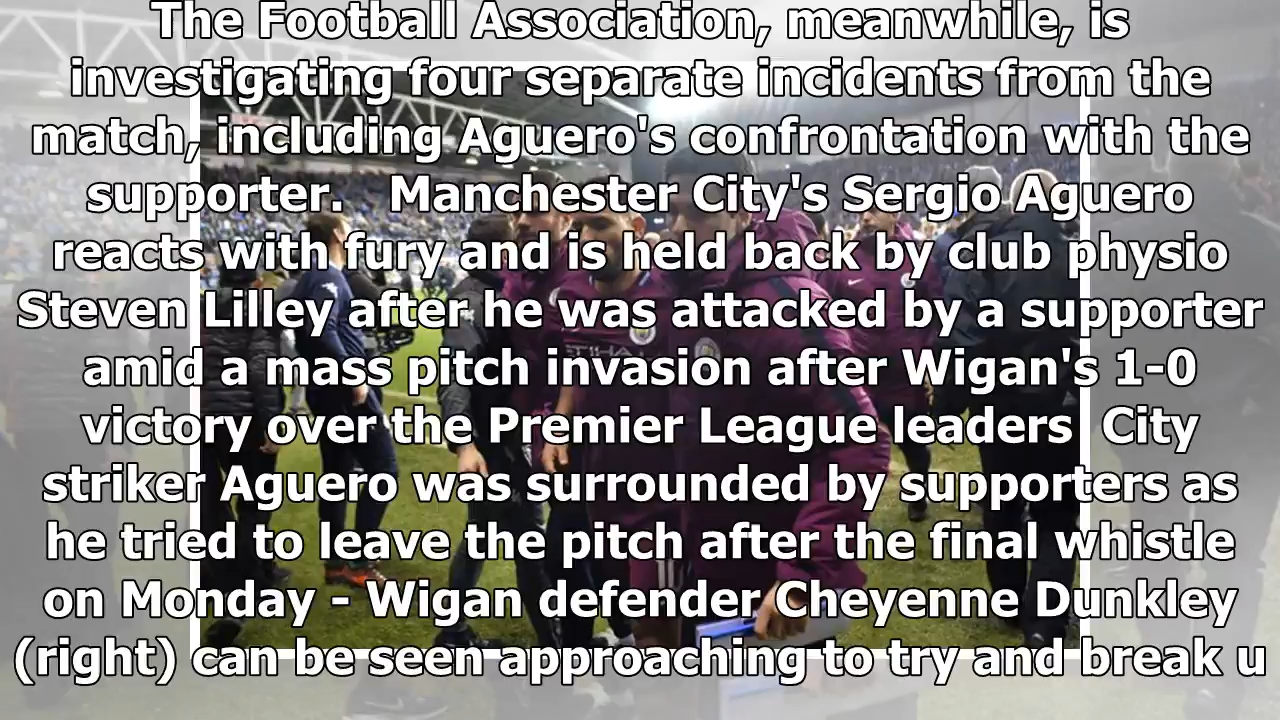 The Football Association, meanwhile, is
investigating four separate incidents from the
match, including Aguero's confrontation with the
supporter.   Manchester City's Sergio Aguero
reacts with fury and is held back by club physio
Steven Lilley after he was attacked by a supporter
amid a mass pitch invasion after Wigan's 1-0
victory over the Premier League leaders  City
striker Aguero was surrounded by supporters as
he tried to leave the pitch after the final whistle
on Monday - Wigan defender Cheyenne Dunkley
(right) can be seen approaching to try and break u